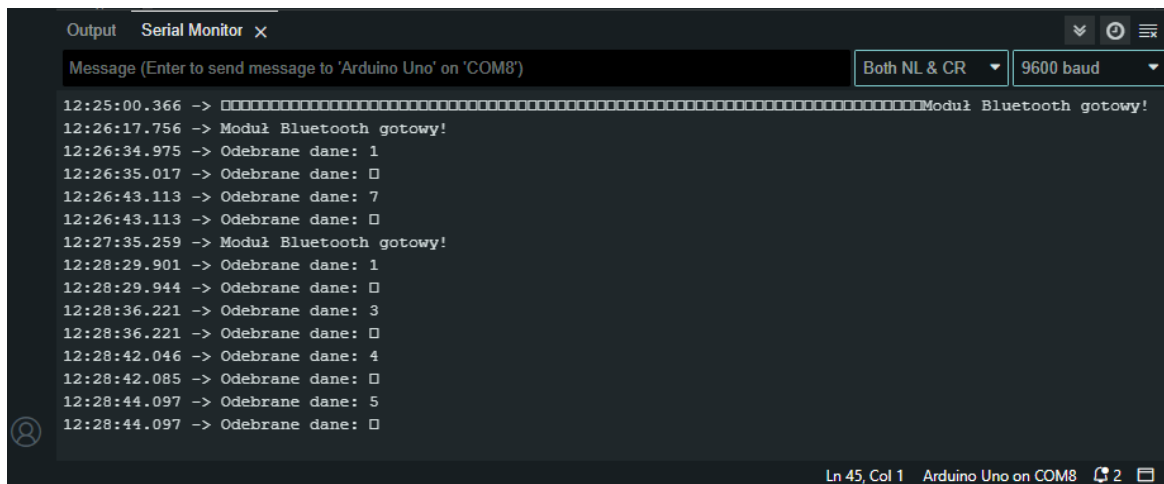 Output Serial Monitor
Message (Enter to send message to 'Arduino Uno' on 'COM8') Both NL & CR 9600 baud
12:25:00.366 -> □□□□□□□□□□□□□□□□□□□□□□□□□□□□□□□□□□□□□□□□□□□□□□□□□□□□□□□□□□□□□□□□□□□□□□Moduł Bluetooth gotowy!
12:26:17.756 -> Moduł Bluetooth gotowy!
12:26:34.975 -> Odebrane dane: 1
12:26:35.017 -> Odebrane dane: □
12:26:43.113 -> Odebrane dane: 7
12:26:43.113 -> Odebrane dane: □
12:27:35.259 -> Moduł Bluetooth gotowy!
12:28:29.901 -> Odebrane dane: 1
12:28:29.944 -> Odebrane dane: □
12:28:36.221 -> Odebrane dane: 3
12:28:36.221 -> Odebrane dane: □
12:28:42.046 -> Odebrane dane: 4
12:28:42.085 -> Odebrane dane: □
12:28:44.097 -> Odebrane dane: 5
12:28:44.097 -> Odebrane dane: □
Ln 45, Col 1 Arduino Uno on COM8 2